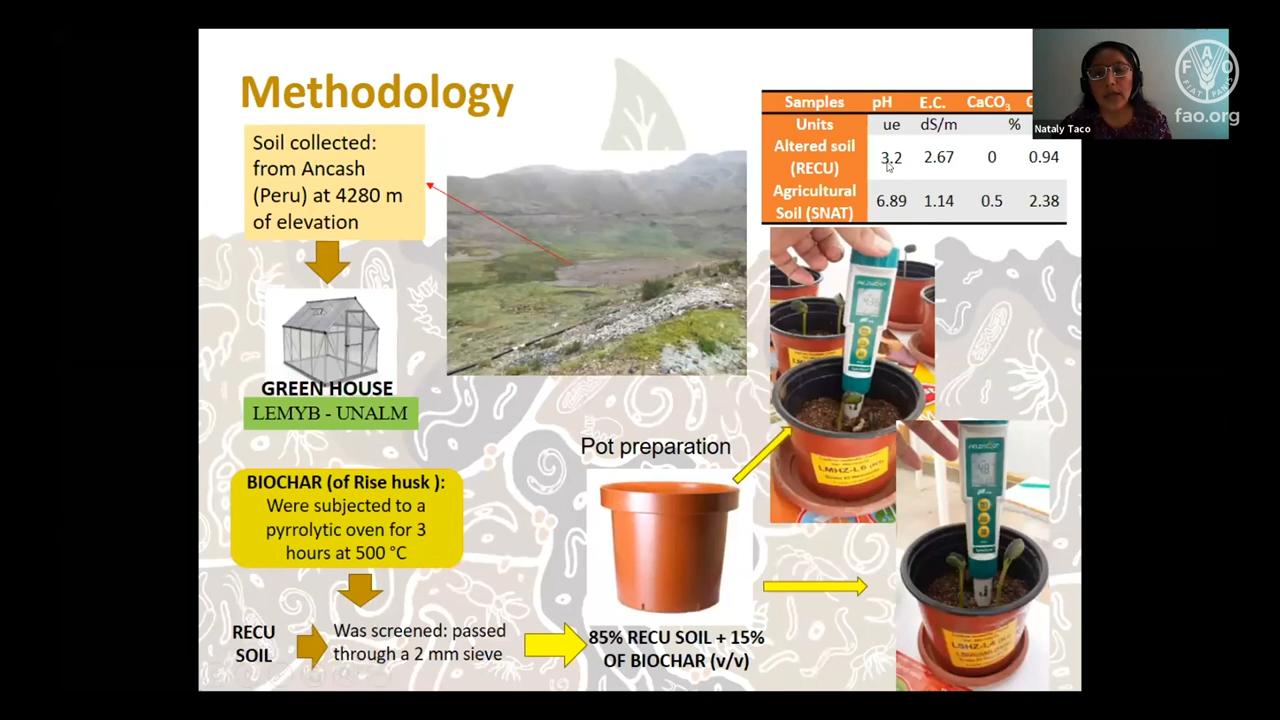 Methodology
Soil collected:
from Ancash
(Peru) at 4280 m
of elevation
GREEN HOUSE
LEMYB - UNALM
BIOCHAR (of Rise husk ):
Were subjected to a
pyrrolytic oven for 3
hours at 500 °C
RECU
SOIL
Was screened: passed
through a 2 mm sieve
Pot preparation
85% RECU SOIL + 15%
OF BIOCHAR (v/v)
Samples pH E.C. CaCO3
Units ue dS/m %
Altered soil
(RECU) 3.2 2.67 0 0.94
Agricultural
Soil (SNAT) 6.89 1.14 0.5 2.38
Nataly Taco
FAO
FIAT PANIS
fao.org